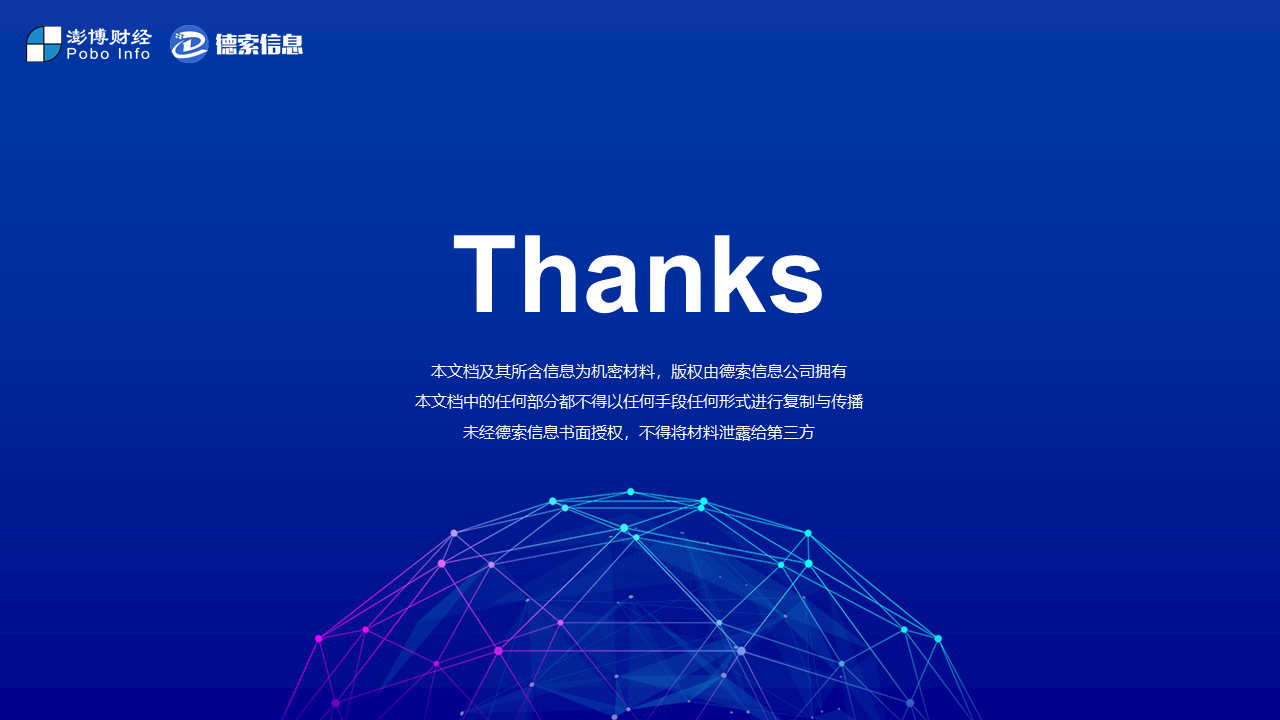 澎博财经
Pobo Info
德索信息
Thanks
本文档及其所含信息为机密材料，版权由德索信息公司拥有
本文档中的任何部分都不得以任何手段任何形式进行复制与传播
未经德索信息书面授权，不得将材料泄露给第三方